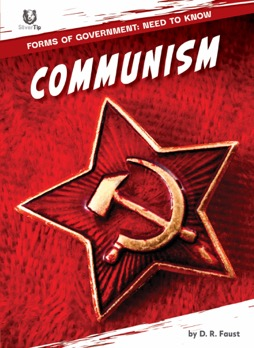 SilverTip
FORMS OF GOVERNMENT: NEED TO KNOW
COMMUNISM
by D. R. Faust